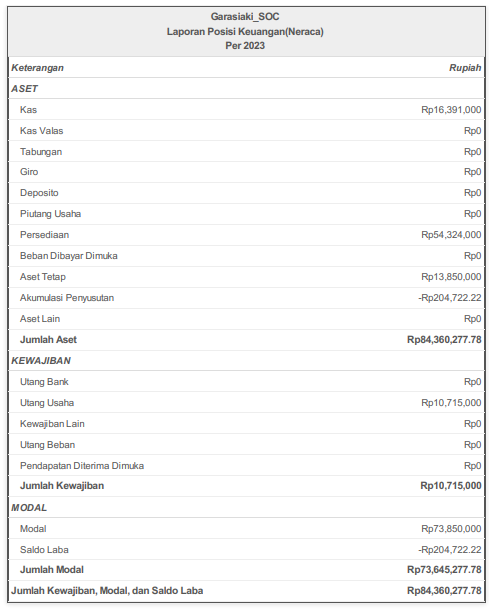 Garasiaki_SOC
Laporan Posisi Keuangan(Neraca)
Per 2023
Keterangan Rupiah
ASET
Kas Rp16,391,000
Kas Valas Rp0
Tabungan Rp0
Giro Rp0
Deposito Rp0
Piutang Usaha Rp0
Persediaan Rp54,324,000
Beban Dibayar Dimuka Rp0
Aset Tetap Rp13,850,000
Akumulasi Penyusutan -Rp204,722.22
Aset Lain Rp0
Jumlah Aset Rp84,360,277.78
KEWAJIBAN
Utang Bank Rp0
Utang Usaha Rp10,715,000
Kewajiban Lain Rp0
Utang Beban Rp0
Pendapatan Diterima Dimuka Rp0
Jumlah Kewajiban Rp10,715,000
MODAL
Modal Rp73,850,000
Saldo Laba -Rp204,722.22
Jumlah Modal Rp73,645,277.78
Jumlah Kewajiban, Modal, dan Saldo Laba Rp84,360,277.78